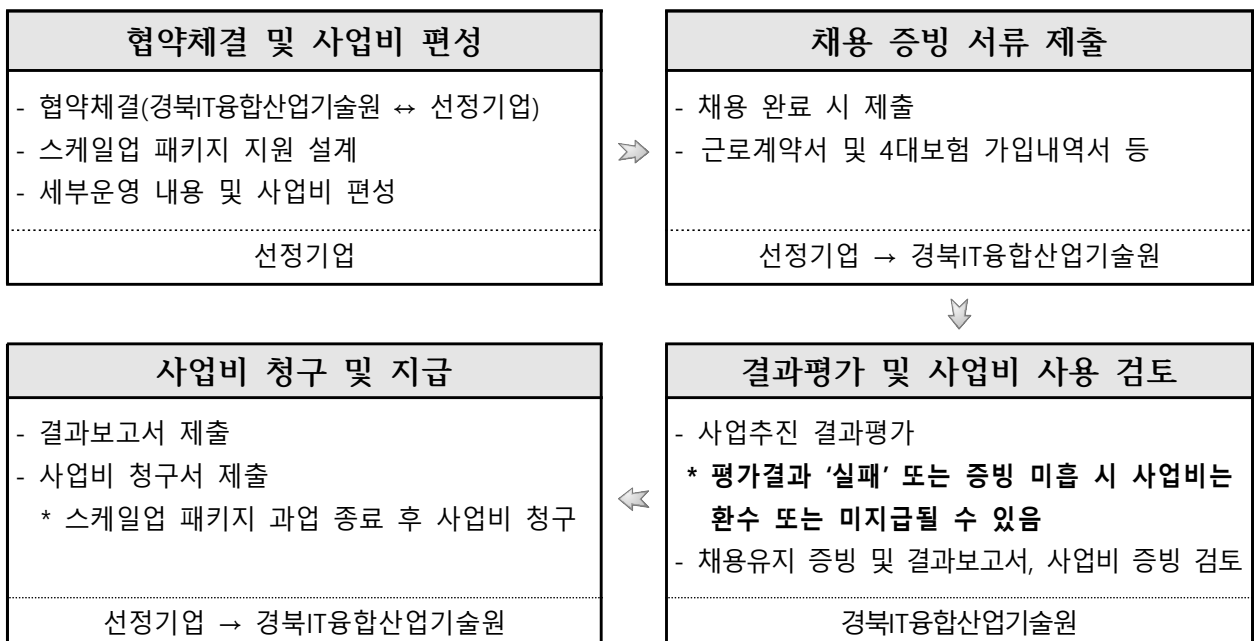 협약체결 및 사업비 편성
- 협약체결(경북IT융합산업기술원 ↔ 선정기업)
- 스케일업 패키지 지원 설계
- 세부운영 내용 및 사업비 편성
선정기업
채용 증빙 서류 제출
- 채용 완료 시 제출
- 근로계약서 및 4대보험 가입내역서 등
선정기업 → 경북IT융합산업기술원
결과평가 및 사업비 사용 검토
- 사업추진 결과평가
* 평가결과 ‘실패’ 또는 증빙 미흡 시 사업비는
환수 또는 미지급될 수 있음
- 채용유지 증빙 및 결과보고서, 사업비 증빙 검토
경북IT융합산업기술원
사업비 청구 및 지급
- 결과보고서 제출
- 사업비 청구서 제출
* 스케일업 패키지 과업 종료 후 사업비 청구
선정기업 → 경북IT융합산업기술원